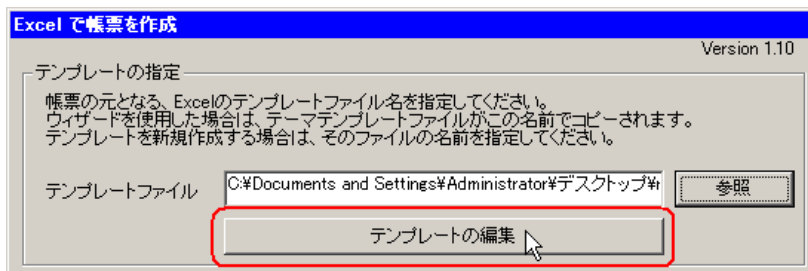 Excel で帳票を作成
Version 1.10
テンプレートの指定
帳票の元となる、Excelのテンプレートファイル名を指定してください。
ウィザードを使用した場合は、テーマテンプレートファイルがこの名前でコピーされます。
テンプレートを新規作成する場合は、そのファイルの名前を指定してください。
テンプレートファイル C:¥Documents and Settings¥Administrator¥デスクトップ¥ 参照
テンプレートの編集